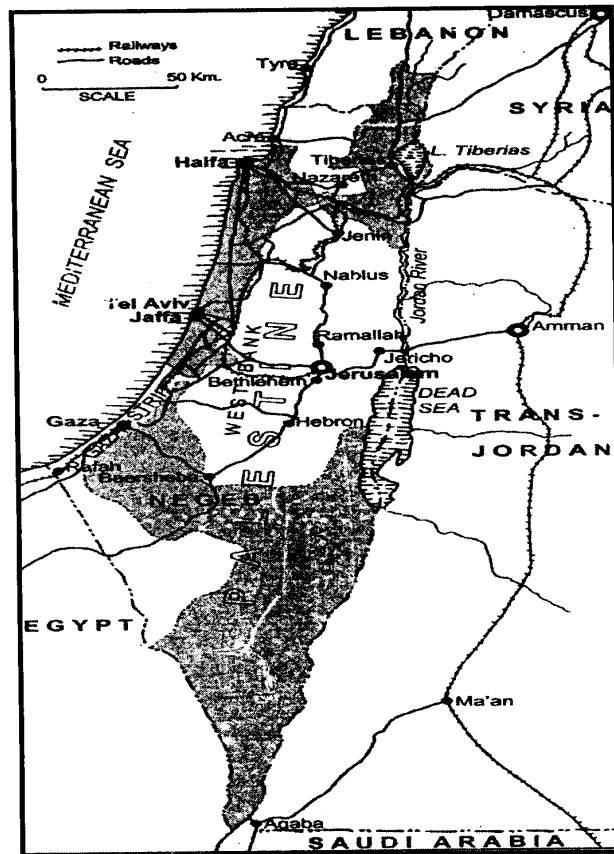 LEBANON
Damascus
Railways
Roads
0 50 Km.
SCALE
Tyre
SYRIA
Acre
Haifa
Tiberias
L. Tiberias
Nazareth
MEDITERRANEAN SEA
Jenin
Nablus
Jordan River
Tel Aviv
Jaffa
Amman
Ramallah
Jericho
Jerusalem
Bethlehem
WEST BANK
PALESTINE
DEAD
SEA
TRANS-
JORDAN
Gaza
STRIP
Hebron
Rafah
Beersheba
NEGEB
EGYPT
Ma'an
Aqaba
SAUDI ARABIA